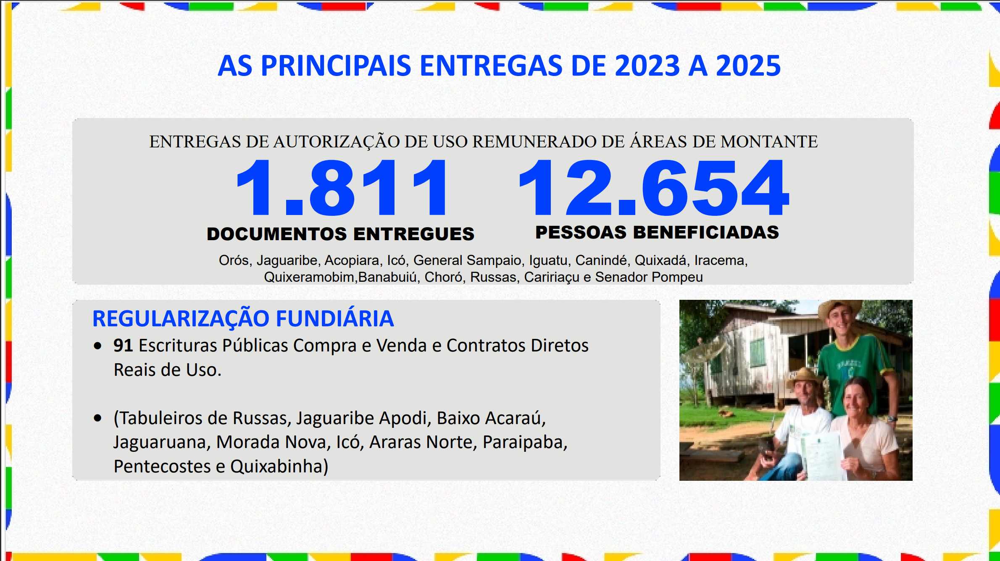 AS PRINCIPAIS ENTREGAS DE 2023 A 2025
ENTREGAS DE AUTORIZAÇÃO DE USO REMUNERADO DE ÁREAS DE MONTANTE
1.811 12.654
DOCUMENTOS ENTREGUES PESSOAS BENEFICIADAS
Orós, Jaguaribe, Acopiara, Icó, General Sampaio, Iguatu, Canindé, Quixadá, Iracema,
Quixeramobim,Banabuiú, Choró, Russas, Caririaçu e Senador Pompeu
REGULARIZAÇÃO FUNDIÁRIA
• 91 Escrituras Públicas Compra e Venda e Contratos Diretos
Reais de Uso.
• (Tabuleiros de Russas, Jaguaribe Apodi, Baixo Acaraú,
Jaguaruana, Morada Nova, Icó, Araras Norte, Paraipaba,
Pentecostes e Quixabinha)